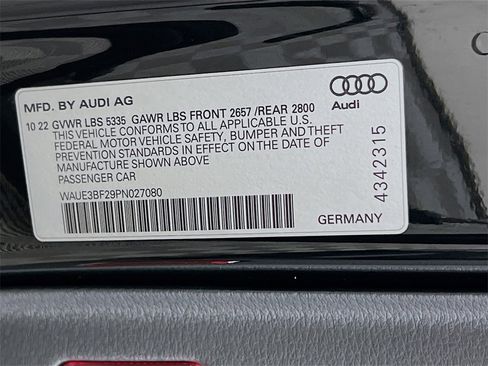 MFD. BY AUDI AG
10 22 GVWR LBS 5335 GAWR LBS FRONT 2657 /REAR 2800
THIS VEHICLE CONFORMS TO ALL APPLICABLE U.S.
FEDERAL MOTOR VEHICLE SAFETY, BUMPER AND THEFT
PREVENTION STANDARDS IN EFFECT ON THE DATE OF
MANUFACTURE SHOWN ABOVE
PASSENGER CAR
WAUE3BF29PN027080
Audi
4342315
GERMANY